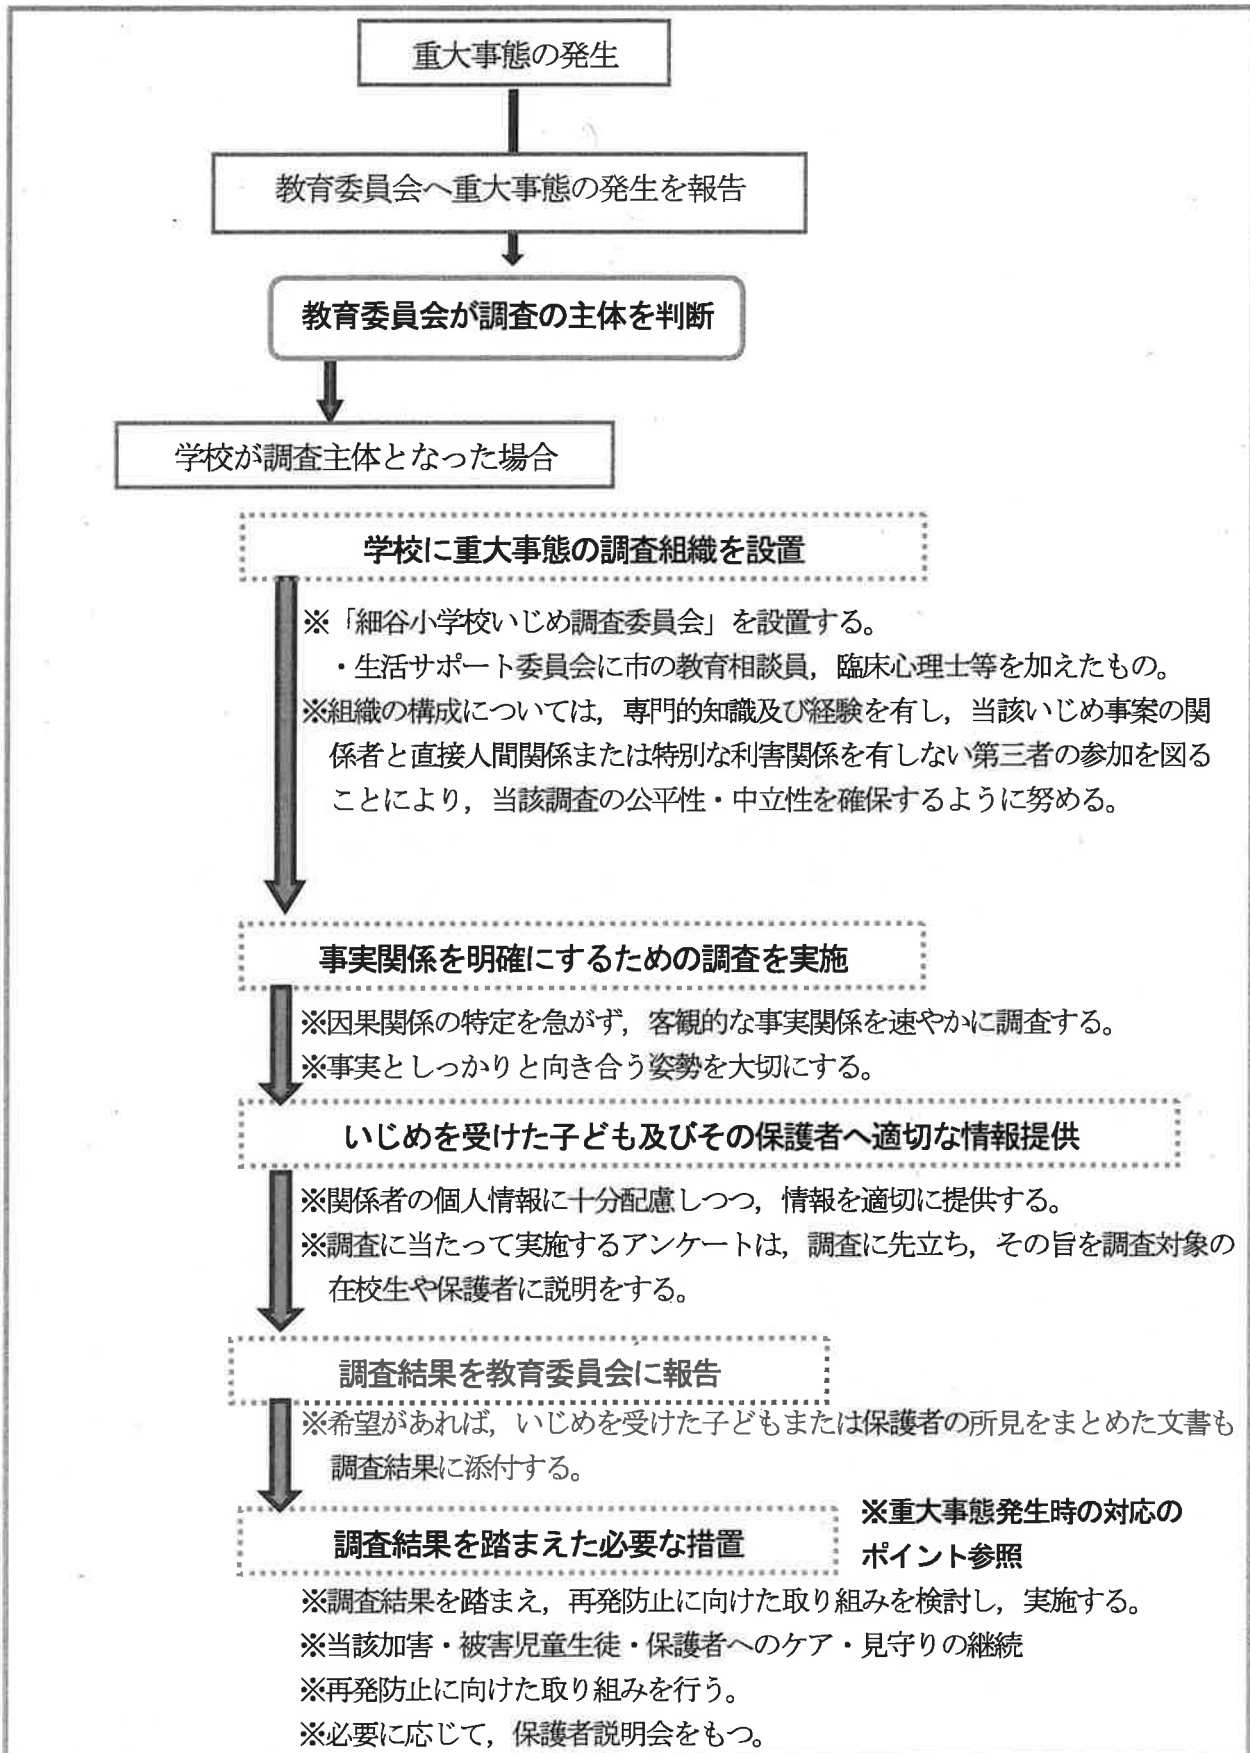 重大事態の発生
教育委員会へ重大事態の発生を報告
教育委員会が調査の主体を判断
学校が調査主体となった場合
学校に重大事態の調査組織を設置
※「細谷小学校いじめ調査委員会」を設置する。
・生活サポート委員会に市の教育相談員，臨床心理士等を加えたもの。
※組織の構成については，専門的知識及び経験を有し，当該いじめ事案の関
係者と直接人間関係または特別な利害関係を有しない第三者の参加を図る
ことにより，当該調査の公平性・中立性を確保するように努める。
事実関係を明確にするための調査を実施
※因果関係の特定を急がず，客観的な事実関係を速やかに調査する。
※事実としっかりと向き合う姿勢を大切にする。
いじめを受けた子ども及びその保護者へ適切な情報提供
※関係者の個人情報に十分配慮しつつ，情報を適切に提供する。
※調査に当たって実施するアンケートは，調査に先立ち，その旨を調査対象の
在校生や保護者に説明をする。
調査結果を教育委員会に報告
※希望があれば，いじめを受けた子どもまたは保護者の所見をまとめた文書も
調査結果に添付する。
※重大事態発生時の対応の
ポイント参照
調査結果を踏まえた必要な措置
※調査結果を踏まえ，再発防止に向けた取り組みを検討し，実施する。
※当該加害・被害児童生徒・保護者へのケア・見守りの継続
※再発防止に向けた取り組みを行う。
※必要に応じて，保護者説明会をもつ。